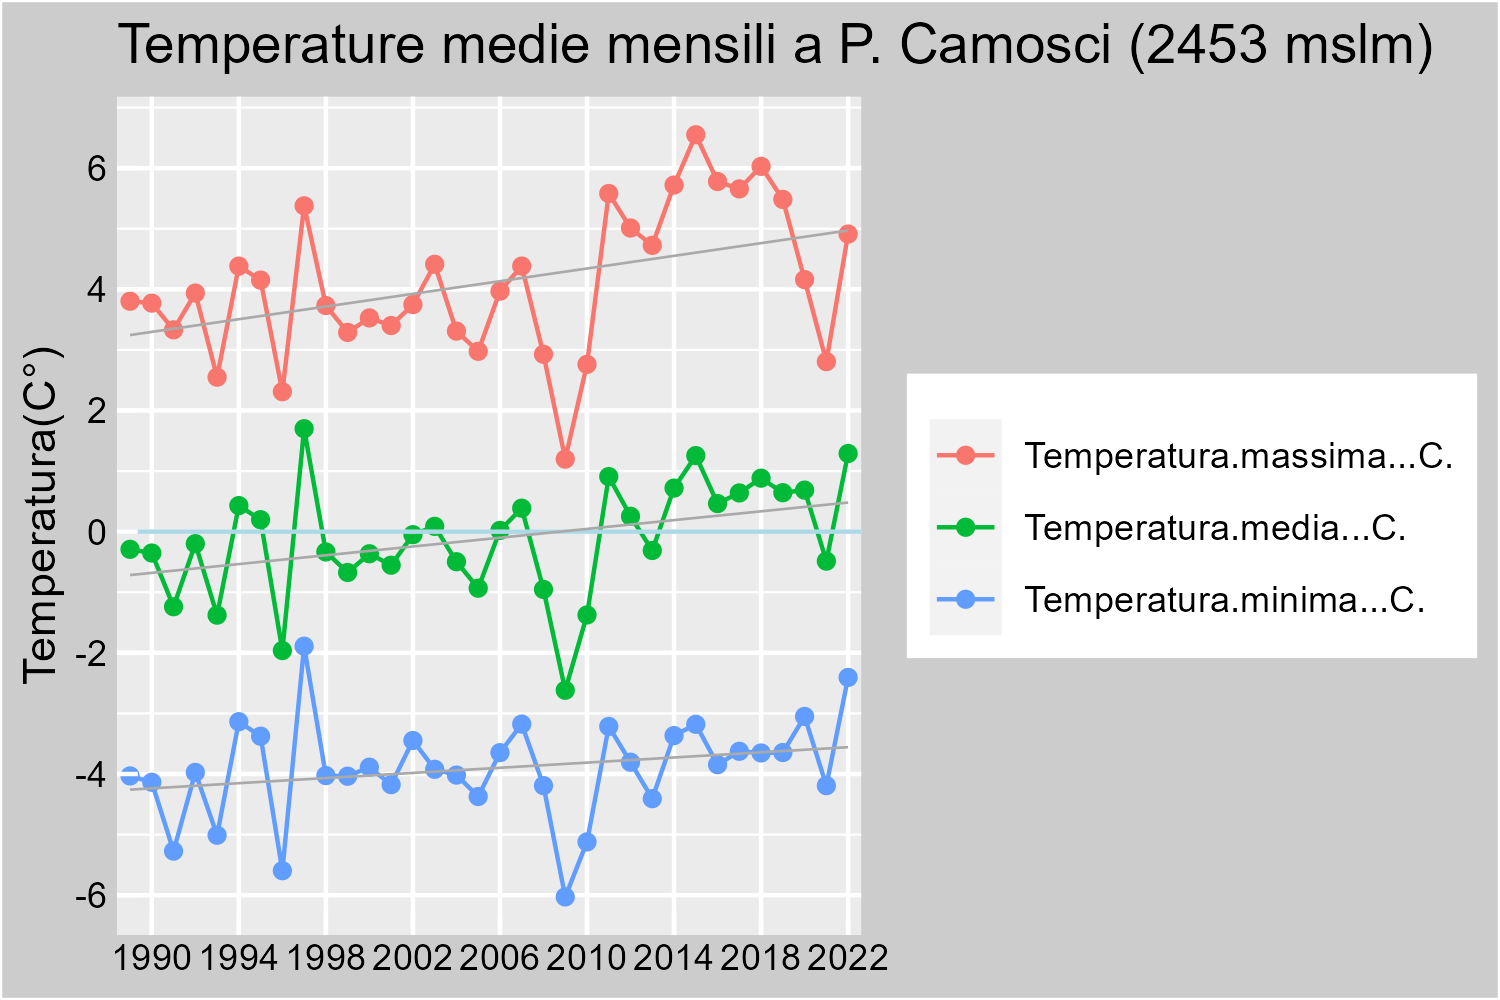 Temperature medie mensili a P. Camosci (2453 mslm)
Temperatura(C°)
6
4
2
0
-2
-4
-6
1990 1994 1998 2002 2006 2010 2014 2018 2022
Temperatura.massima...C.
Temperatura.media...C.
Temperatura.minima...C.